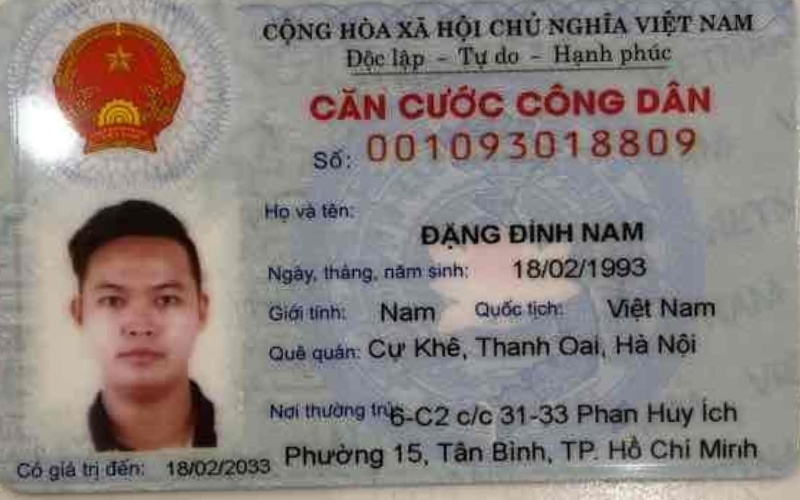 CỘNG HÒA XÃ HỘI CHỦ NGHĨA VIỆT NAM
Độc lập - Tự do - Hạnh phúc
CĂN CƯỚC CÔNG DÂN
Số: 001093018809
Họ và tên:
ĐẶNG ĐÌNH NAM
Ngày, tháng, năm sinh: 18/02/1993
Giới tính: Nam Quốc tịch: Việt Nam
Quê quán: Cự Khê, Thanh Oai, Hà Nội
Nơi thường trú: 6-C2 c/c 31-33 Phan Huy Ích
Phường 15, Tân Bình, TP. Hồ Chí Minh
Có giá trị đến: 18/02/2033